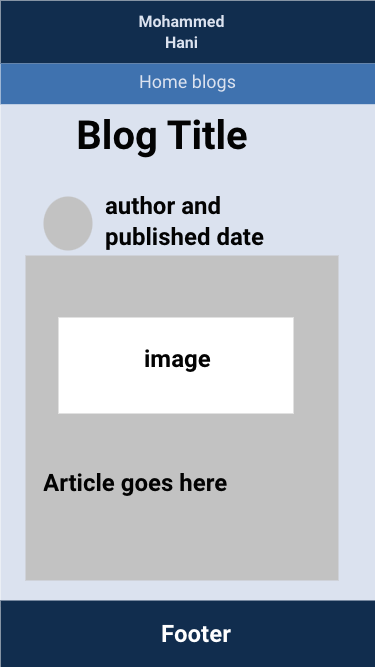 Mohammed
Hani
Home blogs
Blog Title
author and
published date
image
Article goes here
Footer